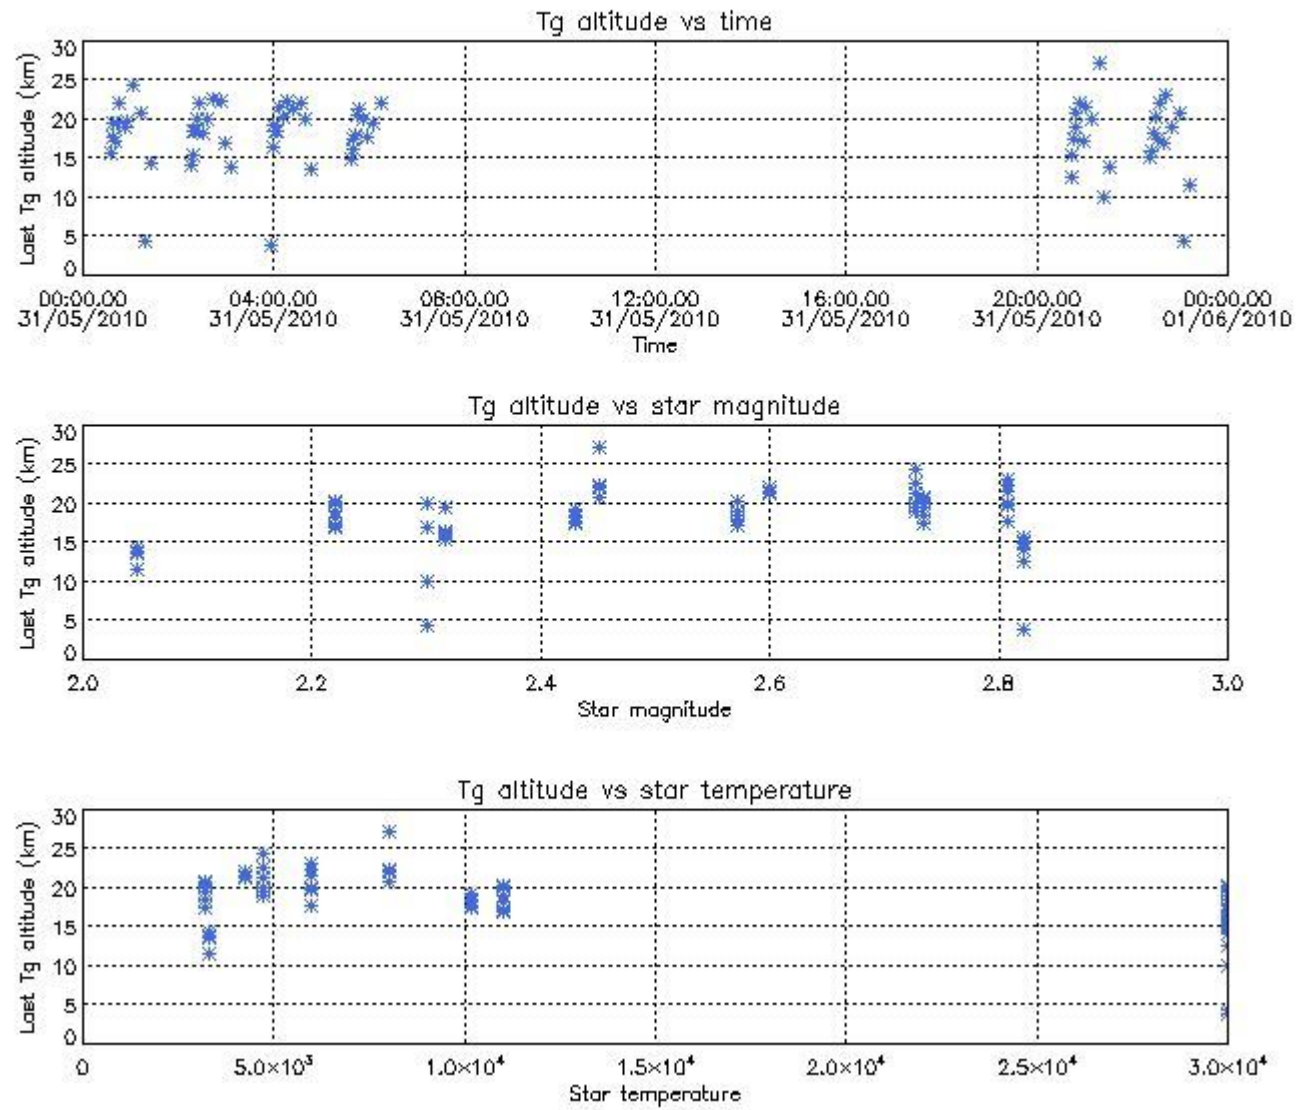 Tg altitude vs time
Last Tg altitude (km)
30
25
20
15
10
5
0
00:00.00 04:00.00 08:00.00 12:00.00 16:00.00 20:00.00 00:00.00
31/05/2010 31/05/2010 31/05/2010 31/05/2010 31/05/2010 31/05/2010 01/06/2010
Time
Tg altitude vs star magnitude
Last Tg altitude (km)
30
25
20
15
10
5
0
2.0 2.2 2.4 2.6 2.8 3.0
Star magnitude
Tg altitude vs star temperature
Last Tg altitude (km)
30
25
20
15
10
5
0
0 5.0×10³ 1.0×10⁴ 1.5×10⁴ 2.0×10⁴ 2.5×10⁴ 3.0×10⁴
Star temperature